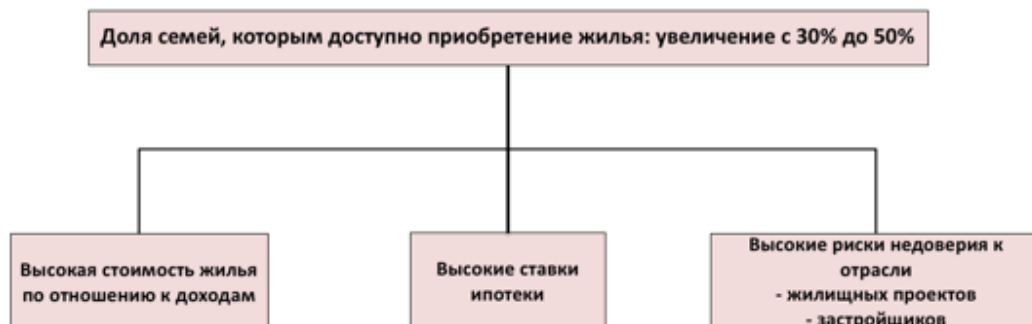 Доля семей, которым доступно приобретение жилья: увеличение с 30% до 50%
Высокая стоимость жилья
по отношению к доходам
Высокие ставки
ипотеки
Высокие риски недоверия к
отрасли
- жилищных проектов
- застройщиков